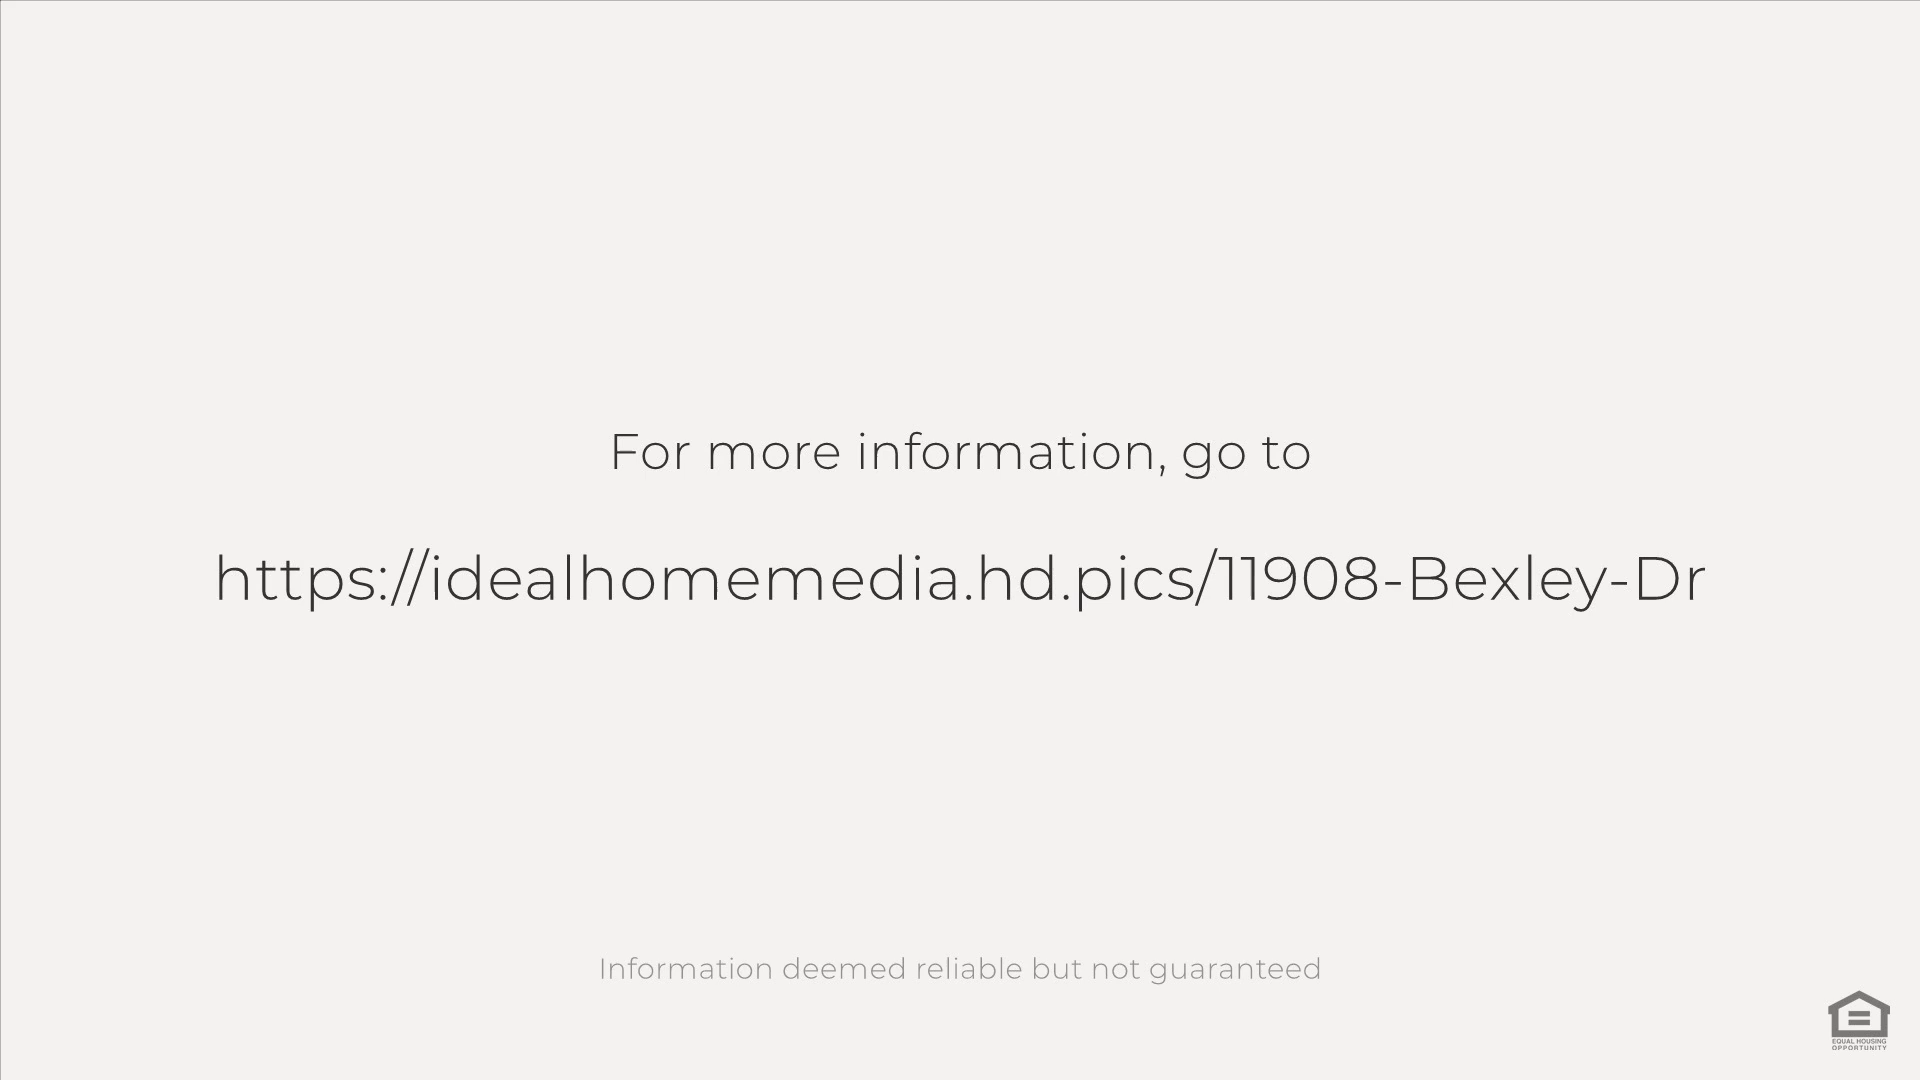 For more information, go to
https://idealhomemedia.hd.pics/11908-Bexley-Dr
Information deemed reliable but not guaranteed
EQUAL HOUSING
OPPORTUNITY